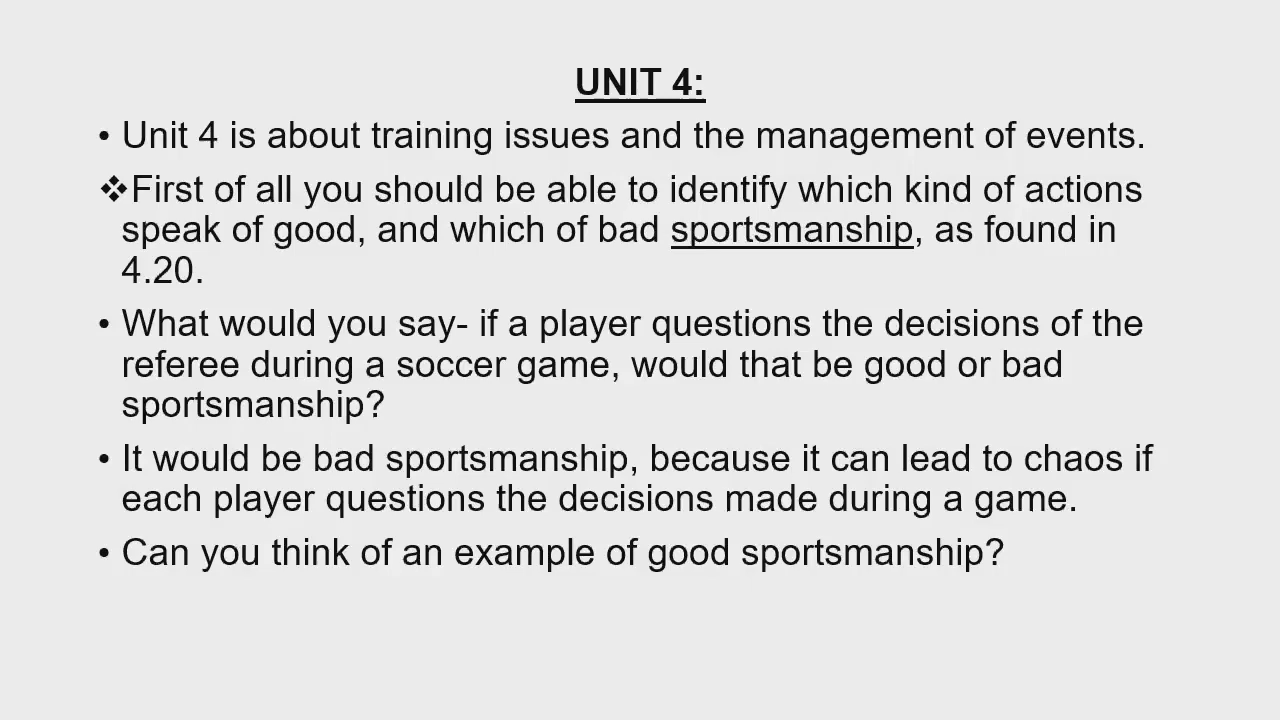 UNIT 4:
• Unit 4 is about training issues and the management of events.
❖First of all you should be able to identify which kind of actions
speak of good, and which of bad sportsmanship, as found in
4.20.
• What would you say- if a player questions the decisions of the
referee during a soccer game, would that be good or bad
sportsmanship?
• It would be bad sportsmanship, because it can lead to chaos if
each player questions the decisions made during a game.
• Can you think of an example of good sportsmanship?